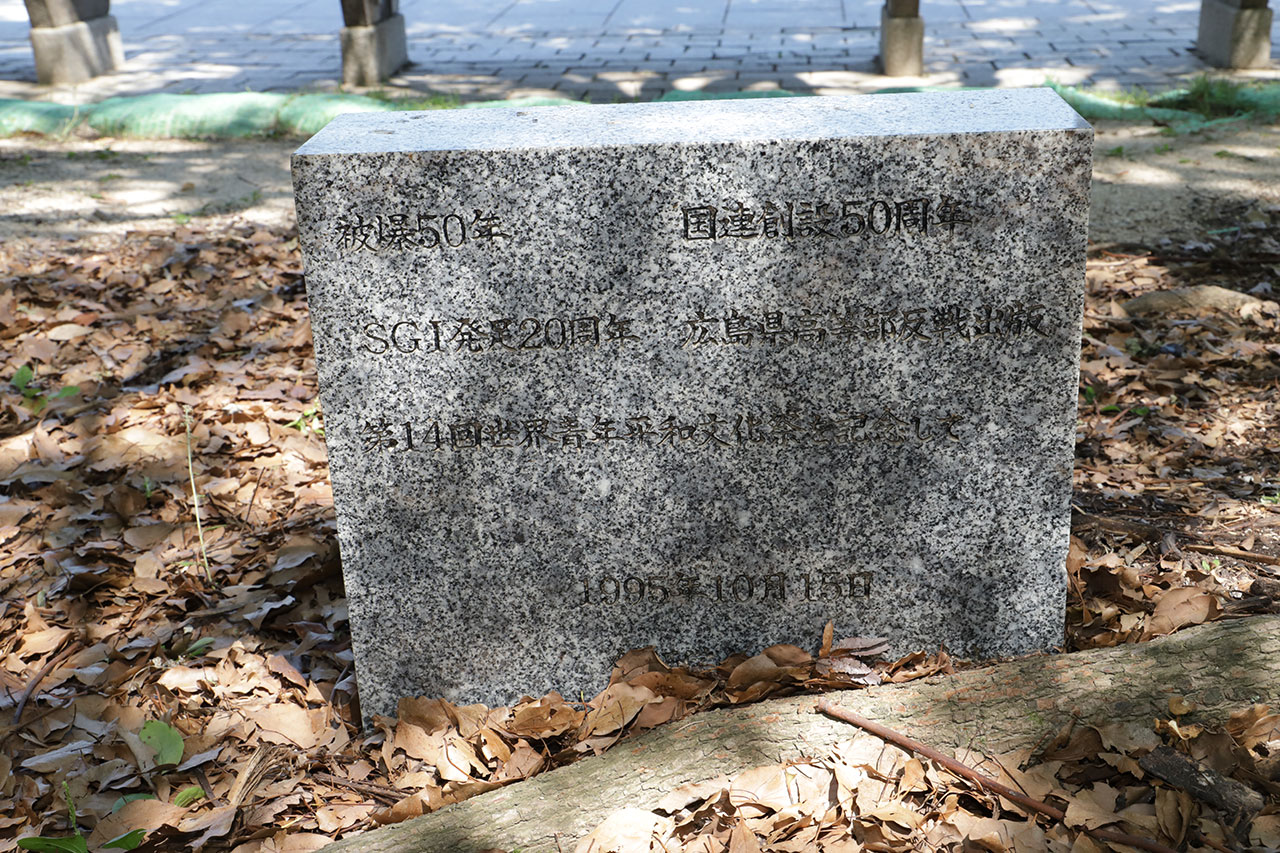 被爆50年　国連創設50周年
SGI発足20周年　広島県高等部反戦出版
第14回世界青年平和文化祭を記念して
1995年10月15日